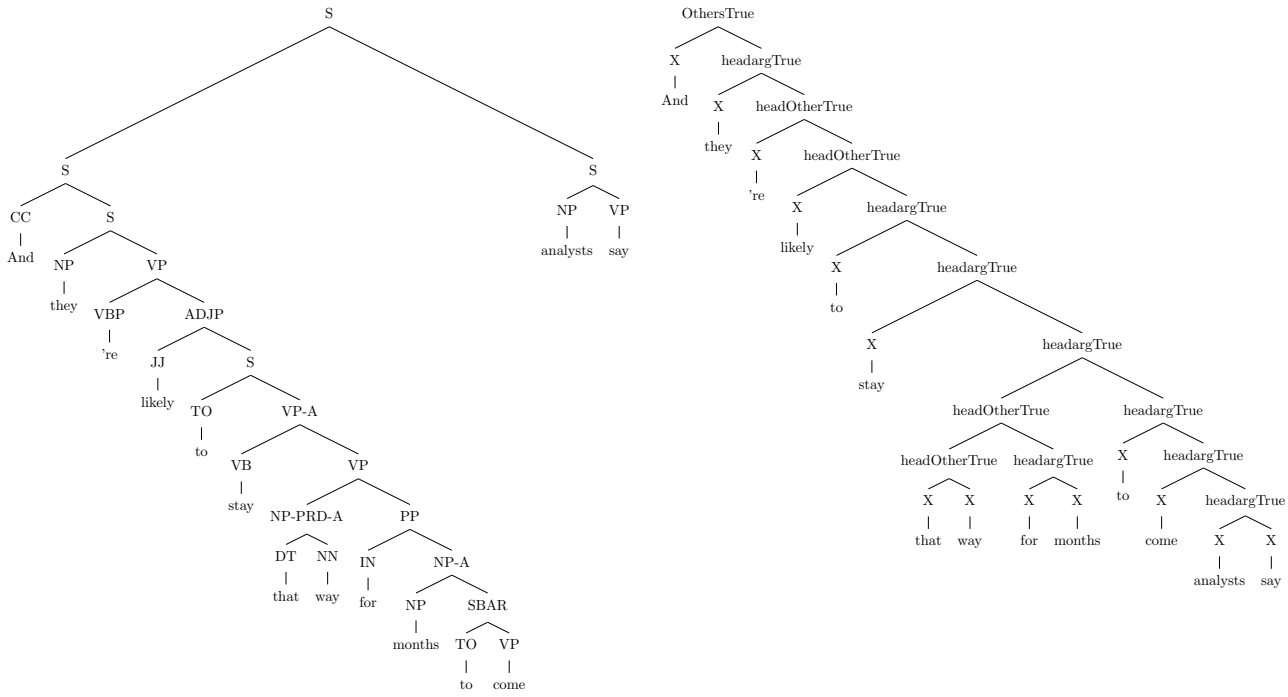 S
S
CC
And
S
NP
they
VP
VBP
're
ADJP
JJ
likely
S
TO
to
VP-A
VB
stay
VP
NP-PRD-A
DT
that
NN
way
PP
IN
for
NP-A
NP
months
SBAR
TO
to
VP
come
S
NP
analysts
VP
say
OthersTrue
X
And
headargTrue
X
they
headOtherTrue
X
're
headOtherTrue
X
likely
headargTrue
X
to
headargTrue
X
stay
headargTrue
headOtherTrue
headOtherTrue
X
that
X
way
headargTrue
X
for
X
months
headargTrue
X
to
headargTrue
X
come
headargTrue
X
analysts
X
say